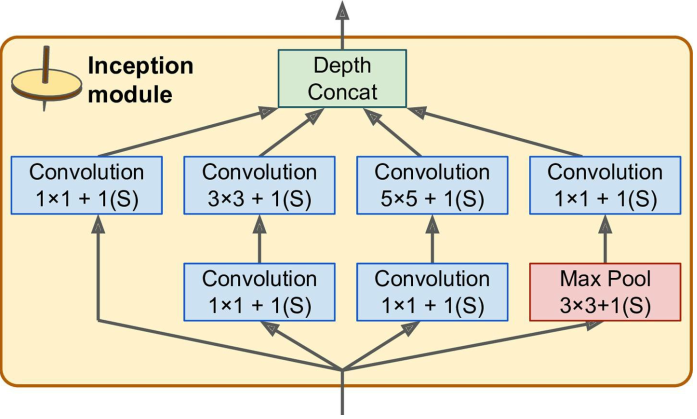 Inception
module
Depth
Concat
Convolution
1×1 + 1(S)
Convolution
3×3 + 1(S)
Convolution
5×5 + 1(S)
Convolution
1×1 + 1(S)
Convolution
1×1 + 1(S)
Convolution
1×1 + 1(S)
Max Pool
3×3+1(S)